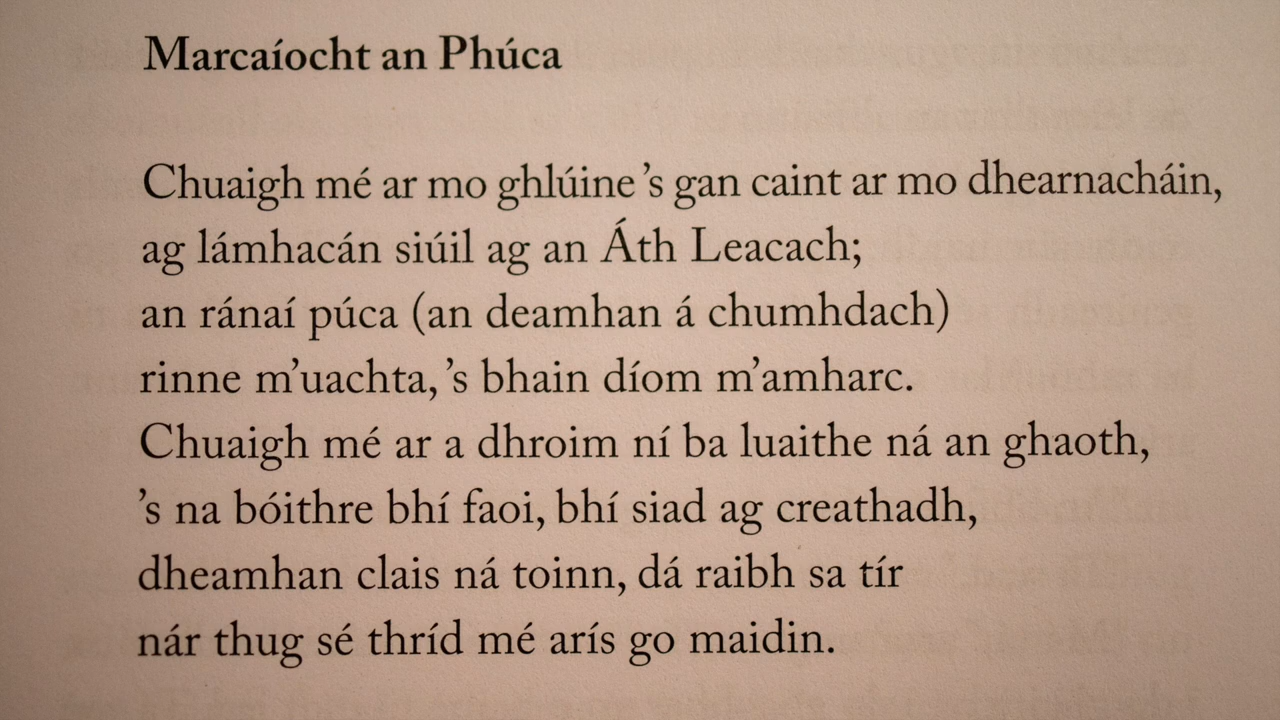 Marcaíocht an Phúca
Chuaigh mé ar mo ghlúine ’s gan caint ar mo dhearnacháin,
ag lámhacán siúil ag an Áth Leacach;
an ránaí púca (an deamhan á chumhdach)
rinne m’uachta, ’s bhain díom m’amharc.
Chuaigh mé ar a dhroim ní ba luaithe ná an ghaoth,
’s na bóithre bhí faoi, bhí siad ag creathadh,
dheamhan clais ná toinn, dá raibh sa tír
nár thug sé thríd mé arís go maidin.